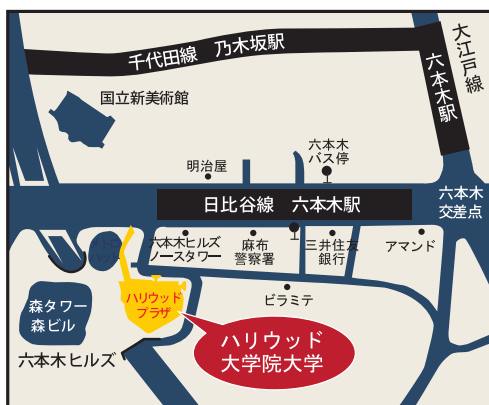 千代田線 乃木坂駅
大江戸線
六本木駅
国立新美術館
六本木
バス停
明治屋
日比谷線 六本木駅
六本木
交差点
六本木ヒルズ
ノースタワー
麻布
警察署
三井住友
銀行
アマンド
ピラミデ
ハリウッド
プラザ
森タワー
森ビル
六本木ヒルズ
ハリウッド
大学院大学